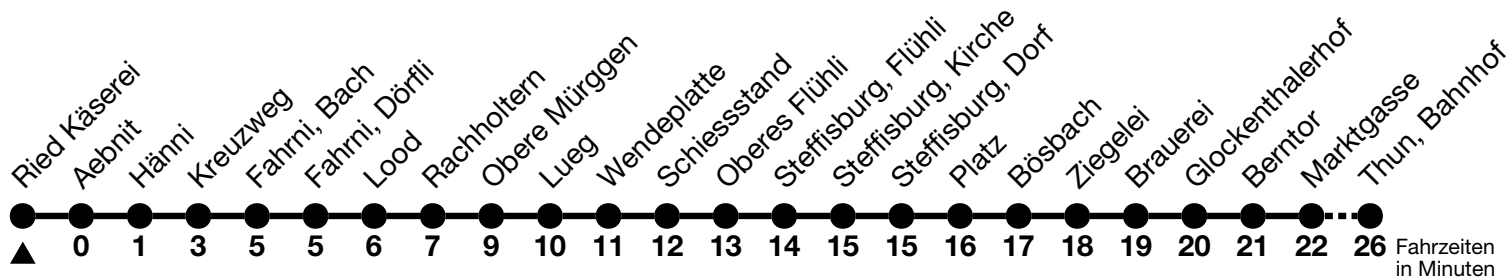 Ried Käserei
Aebnit
Hänni
Kreuzweg
Fahrni, Bach
Fahrni, Dörfli
Lood
Rachholtern
Obere Mürggen
Lueg
Wendeplatte
Schiessstand
Oberes Flühli
Steffisburg, Flühli
Steffisburg, Kirche
Steffisburg, Dorf
Platz
Bösbach
Ziegelei
Brauerei
Glockenthalerhof
Berntor
Marktgasse
Thun, Bahnhof
0 1 3 5 5 6 7 9 10 11 12 13 14 15 15 16 17 18 19 20 21 22 26 Fahrzeiten
in Minuten